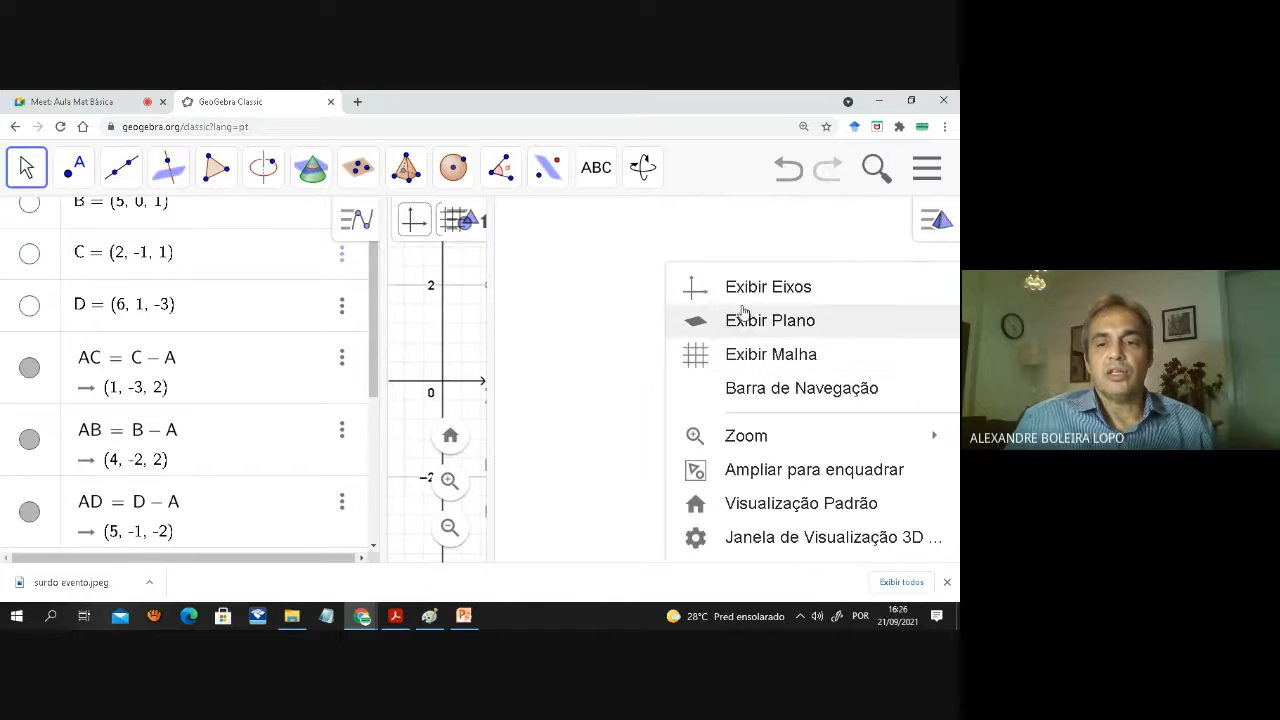 Meet: Aula Mat Básica
GeoGebra Classic
geogebra.org/classic?lang=pt
A
ABC
B = (5, 0, 1)
C = (2, -1, 1)
D = (6, 1, -3)
AC = C − A
→ (1, -3, 2)
AB = B − A
→ (4, -2, 2)
AD = D − A
→ (5, -1, -2)
2
0
−2
Exibir Eixos
Exibir Plano
Exibir Malha
Barra de Navegação
Zoom
Ampliar para enquadrar
Visualização Padrão
Janela de Visualização 3D ...
ALEXANDRE BOLEIRA LOPO
surdo evento.jpeg
Exibir todos
28°C Pred ensolarado
POR
16:26
21/09/2021